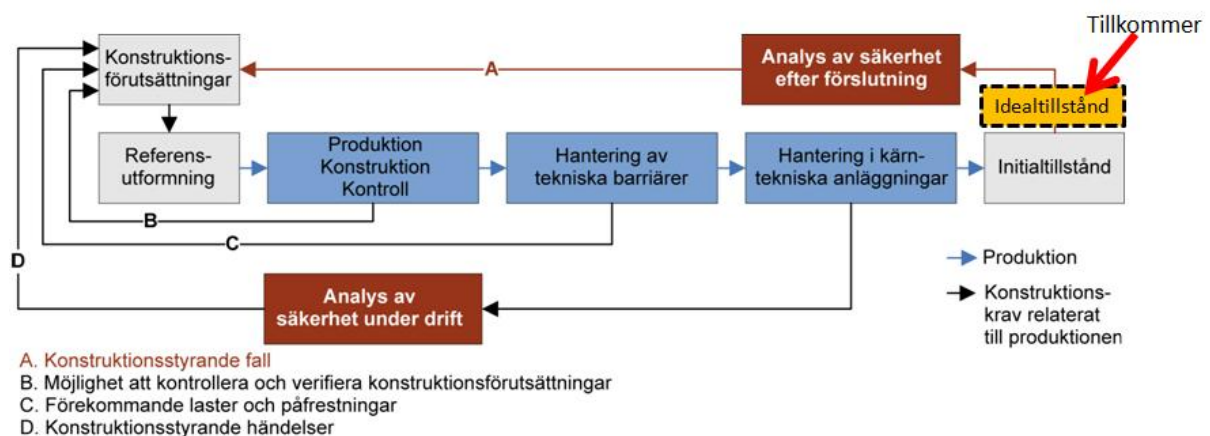 Tillkommer
Konstruktions-
förutsättningar
A
Analys av säkerhet
efter förslutning
Idealtillstånd
Referens-
utformning
Produktion
Konstruktion
Kontroll
Hantering av
tekniska barriärer
Hantering i kärn-
tekniska anläggningar
Initialtillstånd
B
C
D
Analys av
säkerhet under drift
Produktion
Konstruktions-
krav relaterat
till produktionen
A. Konstruktionsstyrande fall
B. Möjlighet att kontrollera och verifiera konstruktionsförutsättningar
C. Förekommande laster och påfrestningar
D. Konstruktionsstyrande händelser